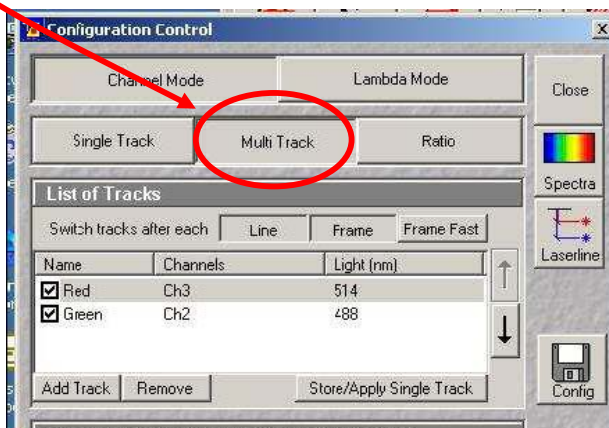 Configuration Control
Channel Mode Lambda Mode
Close
Single Track Multi Track Ratio
Spectra
List of Tracks
Switch tracks after each Line Frame Frame Fast
Laserline
Name Channels Light (nm)
Red Ch3 514
Green Ch2 488
Add Track Remove Store/Apply Single Track
Config